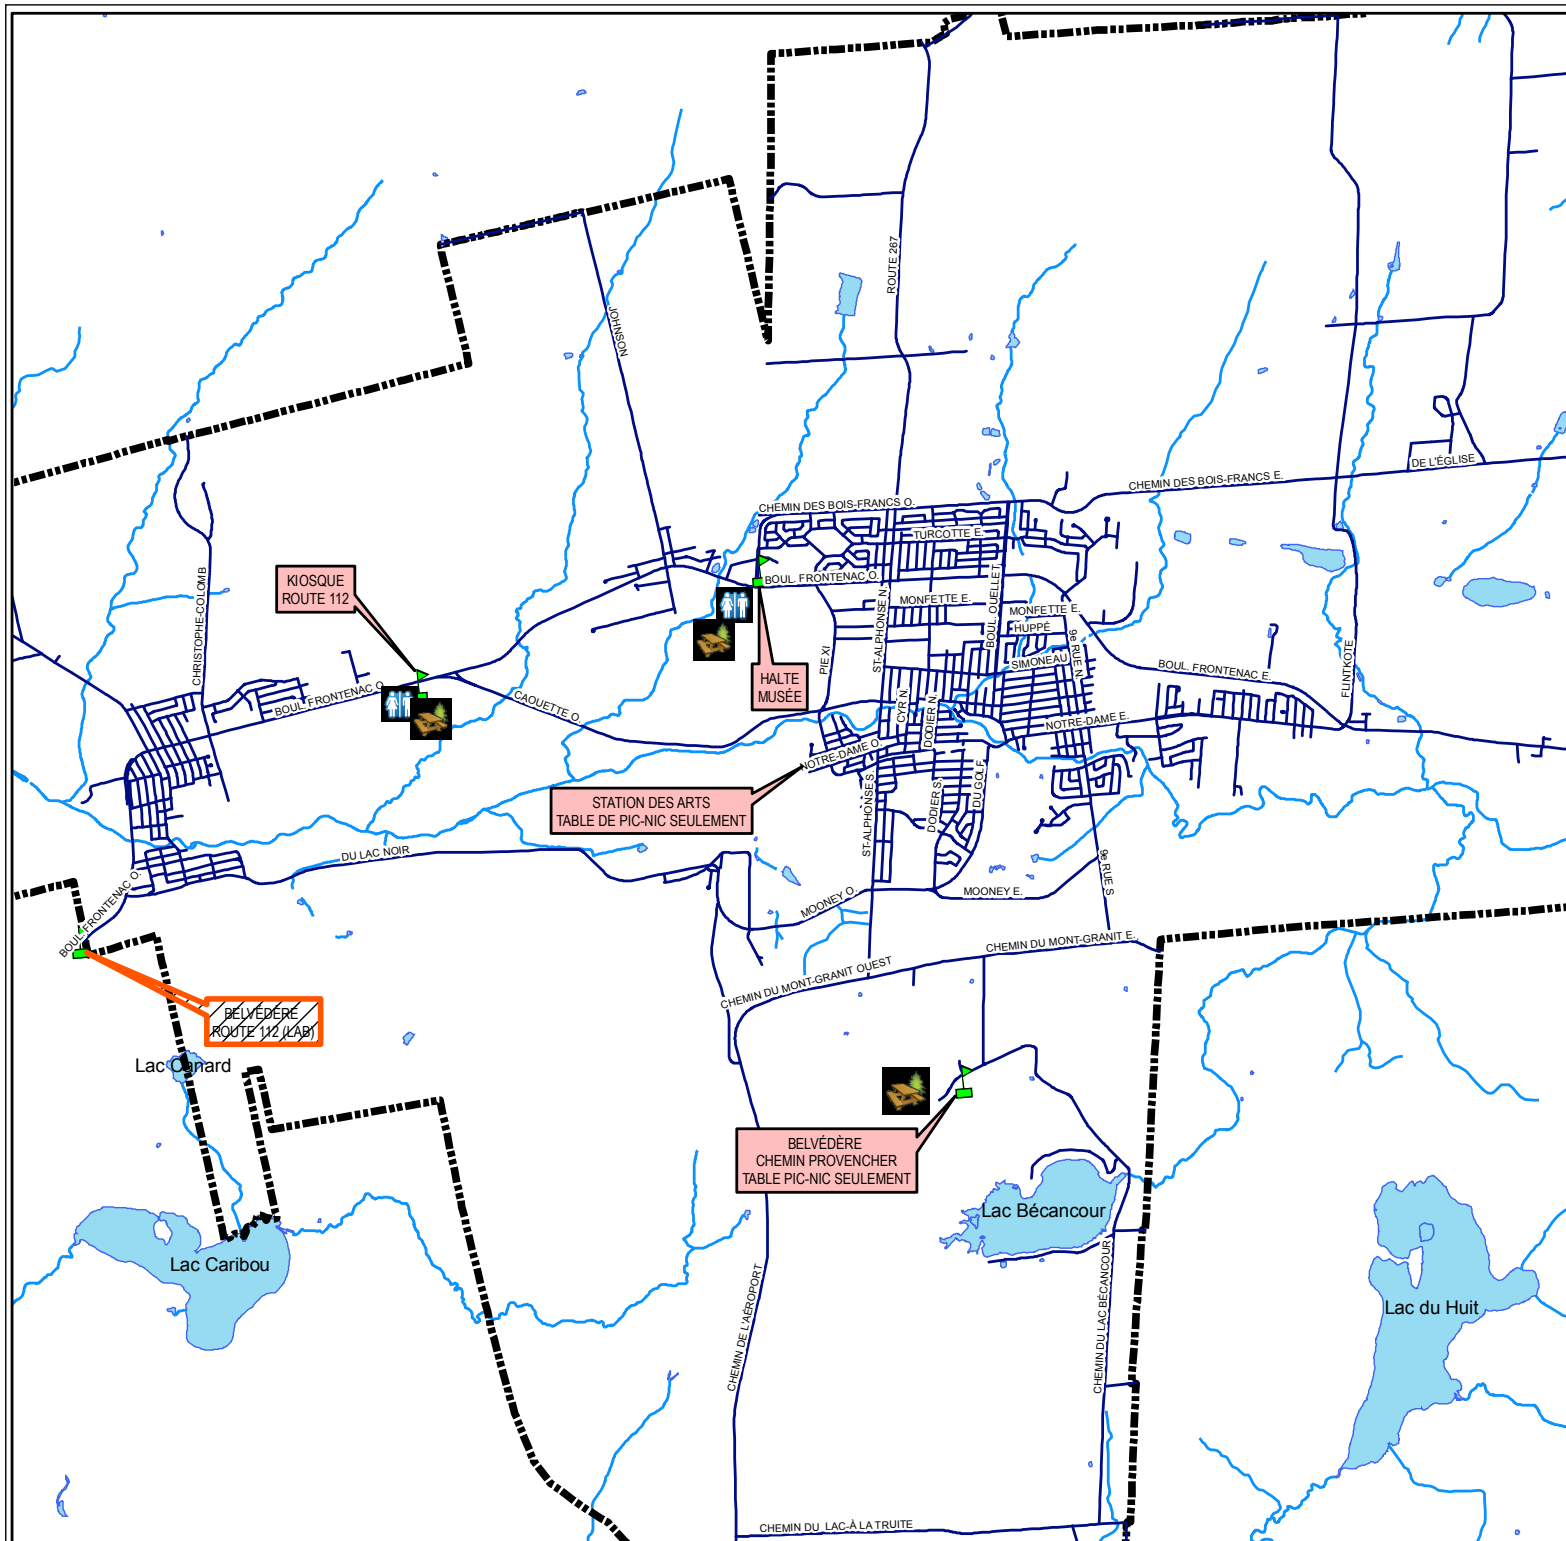 ROUTE 267
JOHNSON
DE L'ÉGLISE
CHEMIN DES BOIS-FRANCS E.
CHEMIN DES BOIS-FRANCS O.
TURCOTTE E.
KIOSQUE
ROUTE 112
CHRISTOPHE-COLOMB
BOUL. FRONTENAC O.
BOUL. OUELLET
MONFETTE E.
MONFETTE E.
HUPPÉ
ST-ALPHONSE N.
9e RUE N.
PIE XI
SIMONEAU
BOUL. FRONTENAC E.
FLINTKOTE
HALTE
MUSÉE
BOUL. FRONTENAC O.
CAOUETTE O.
CYR N.
DODIER N.
NOTRE-DAME E.
NOTRE-DAME O.
STATION DES ARTS
TABLE DE PIC-NIC SEULEMENT
ST-ALPHONSE S.
DODIER S.
DU GOLF
DU LAC NOIR
9e RUE S
BOUL. FRONTENAC O.
MOONEY O.
MOONEY E.
CHEMIN DU MONT-GRANIT E.
CHEMIN DU MONT-GRANIT OUEST
BELVÉDÈRE
ROUTE 112 (LAB)
Lac Canard
BELVÉDÈRE
CHEMIN PROVENCHER
TABLE PIC-NIC SEULEMENT
Lac Bécancour
Lac Caribou
Lac du Huit
CHEMIN DE L'AÉROPORT
CHEMIN DU LAC BÉCANCOUR
CHEMIN DU LAC-À LA TRUITE